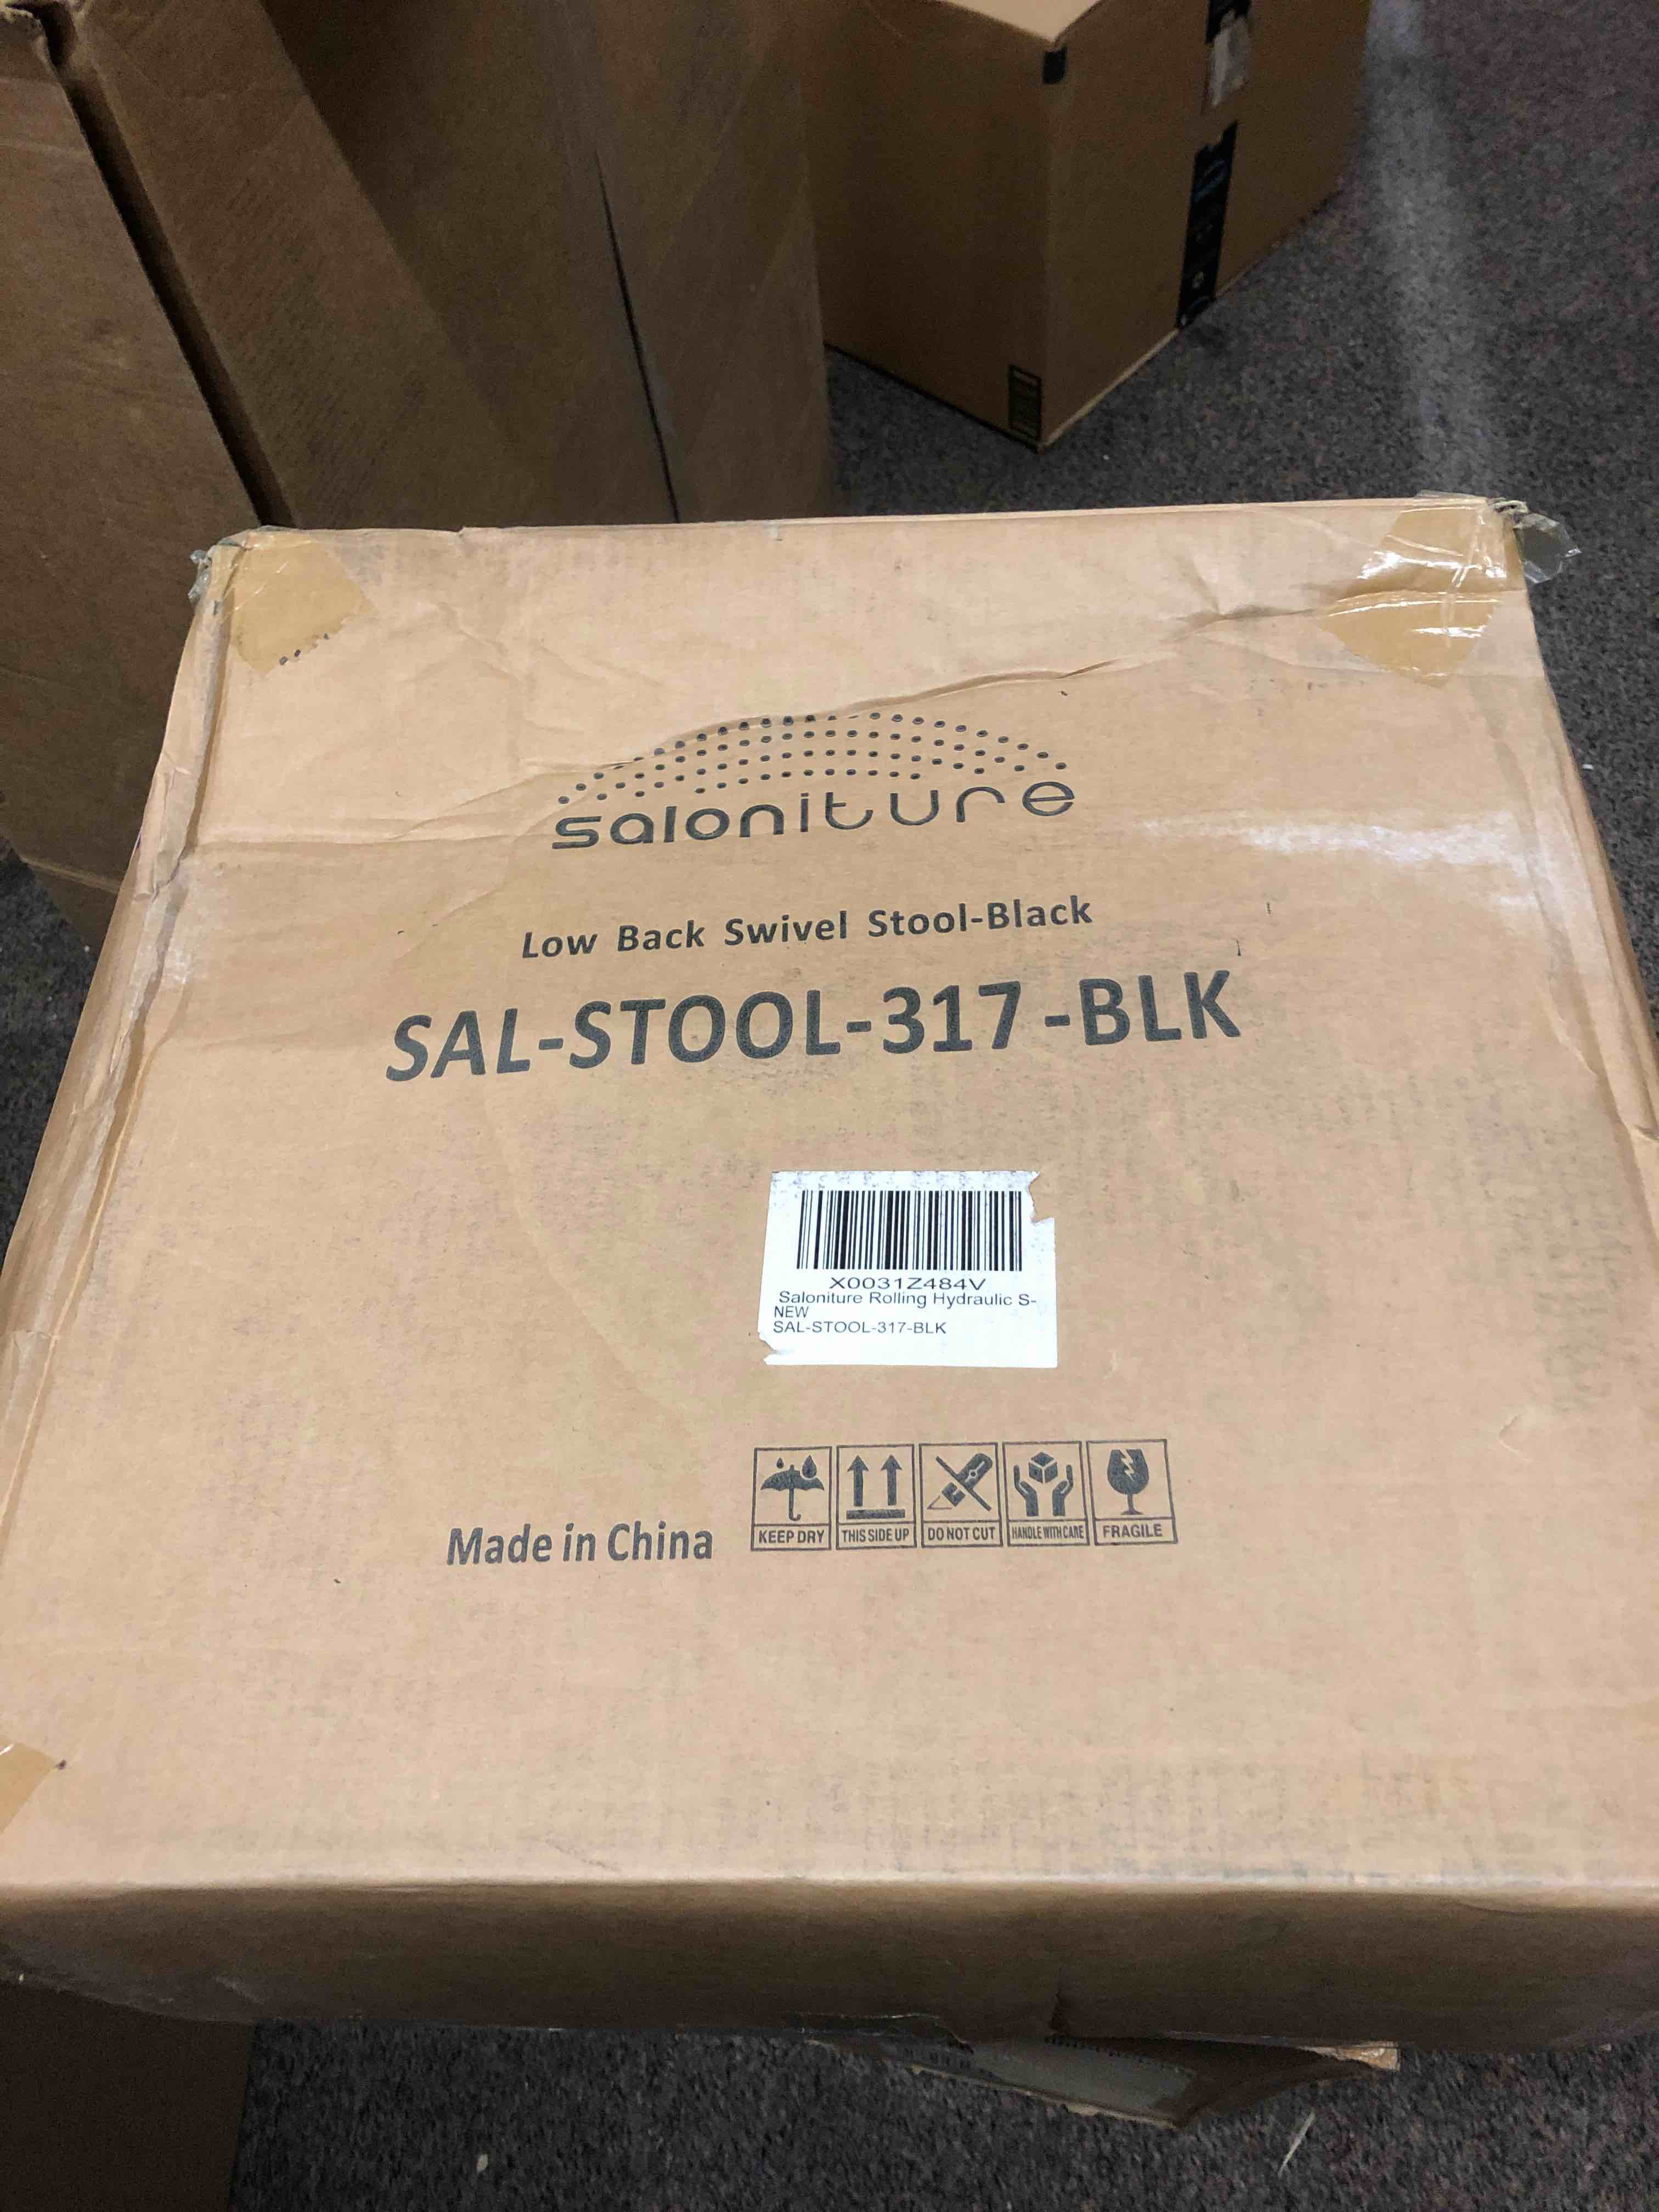 saloniture
Low Back Swivel Stool-Black
SAL-STOOL-317-BLK
X0031Z484V
Saloniture Rolling Hydraulic S-
NEW
SAL-STOOL-317-BLK
Made in China
KEEP DRY
THIS SIDE UP
DO NOT CUT
HANDLE WITH CARE
FRAGILE